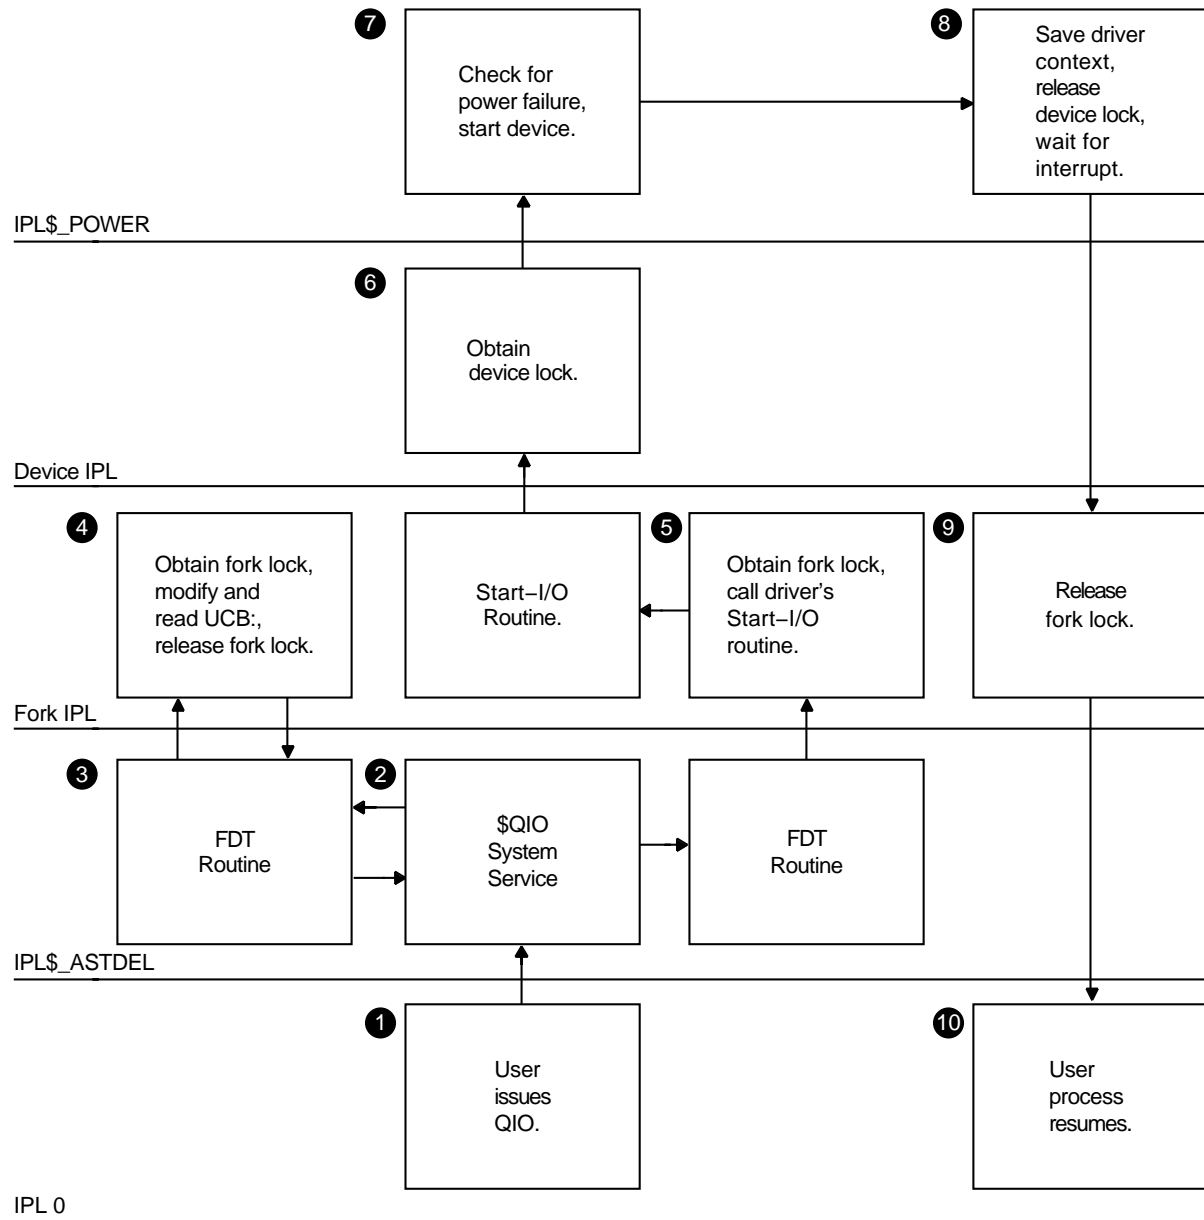 7
Check for
power failure,
start device.
8
Save driver
context,
release
device lock,
wait for
interrupt.
IPL$_POWER
6
Obtain
device lock.
Device IPL
4
Obtain fork lock,
modify and
read UCB:,
release fork lock.
Start–I/O
Routine.
5
Obtain fork lock,
call driver's
Start–I/O
routine.
9
Release
fork lock.
Fork IPL
3
FDT
Routine
2
$QIO
System
Service
FDT
Routine
IPL$_ASTDEL
1
User
issues
QIO.
10
User
process
resumes.
IPL 0